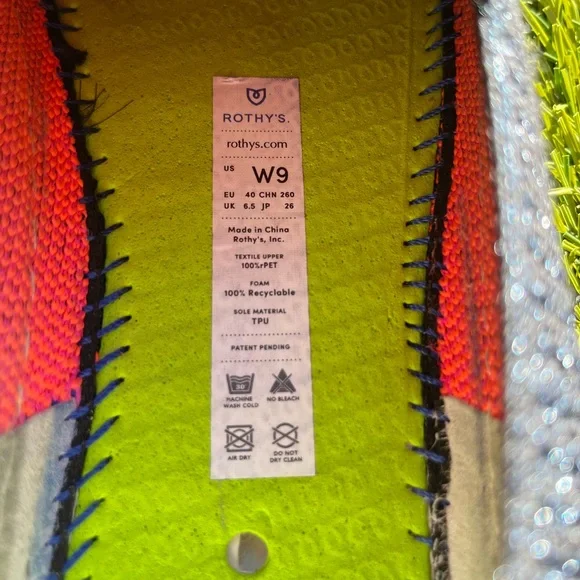 ROTHY'S.
rothys.com
US W9
EU 40 CHN 260
UK 6.5 JP 26
Made in China
Rothy's, Inc.
TEXTILE UPPER
100%rPET
FOAM
100% Recyclable
SOLE MATERIAL
TPU
PATENT PENDING
30
MACHINE
WASH COLD
NO BLEACH
AIR DRY
DO NOT
DRY CLEAN